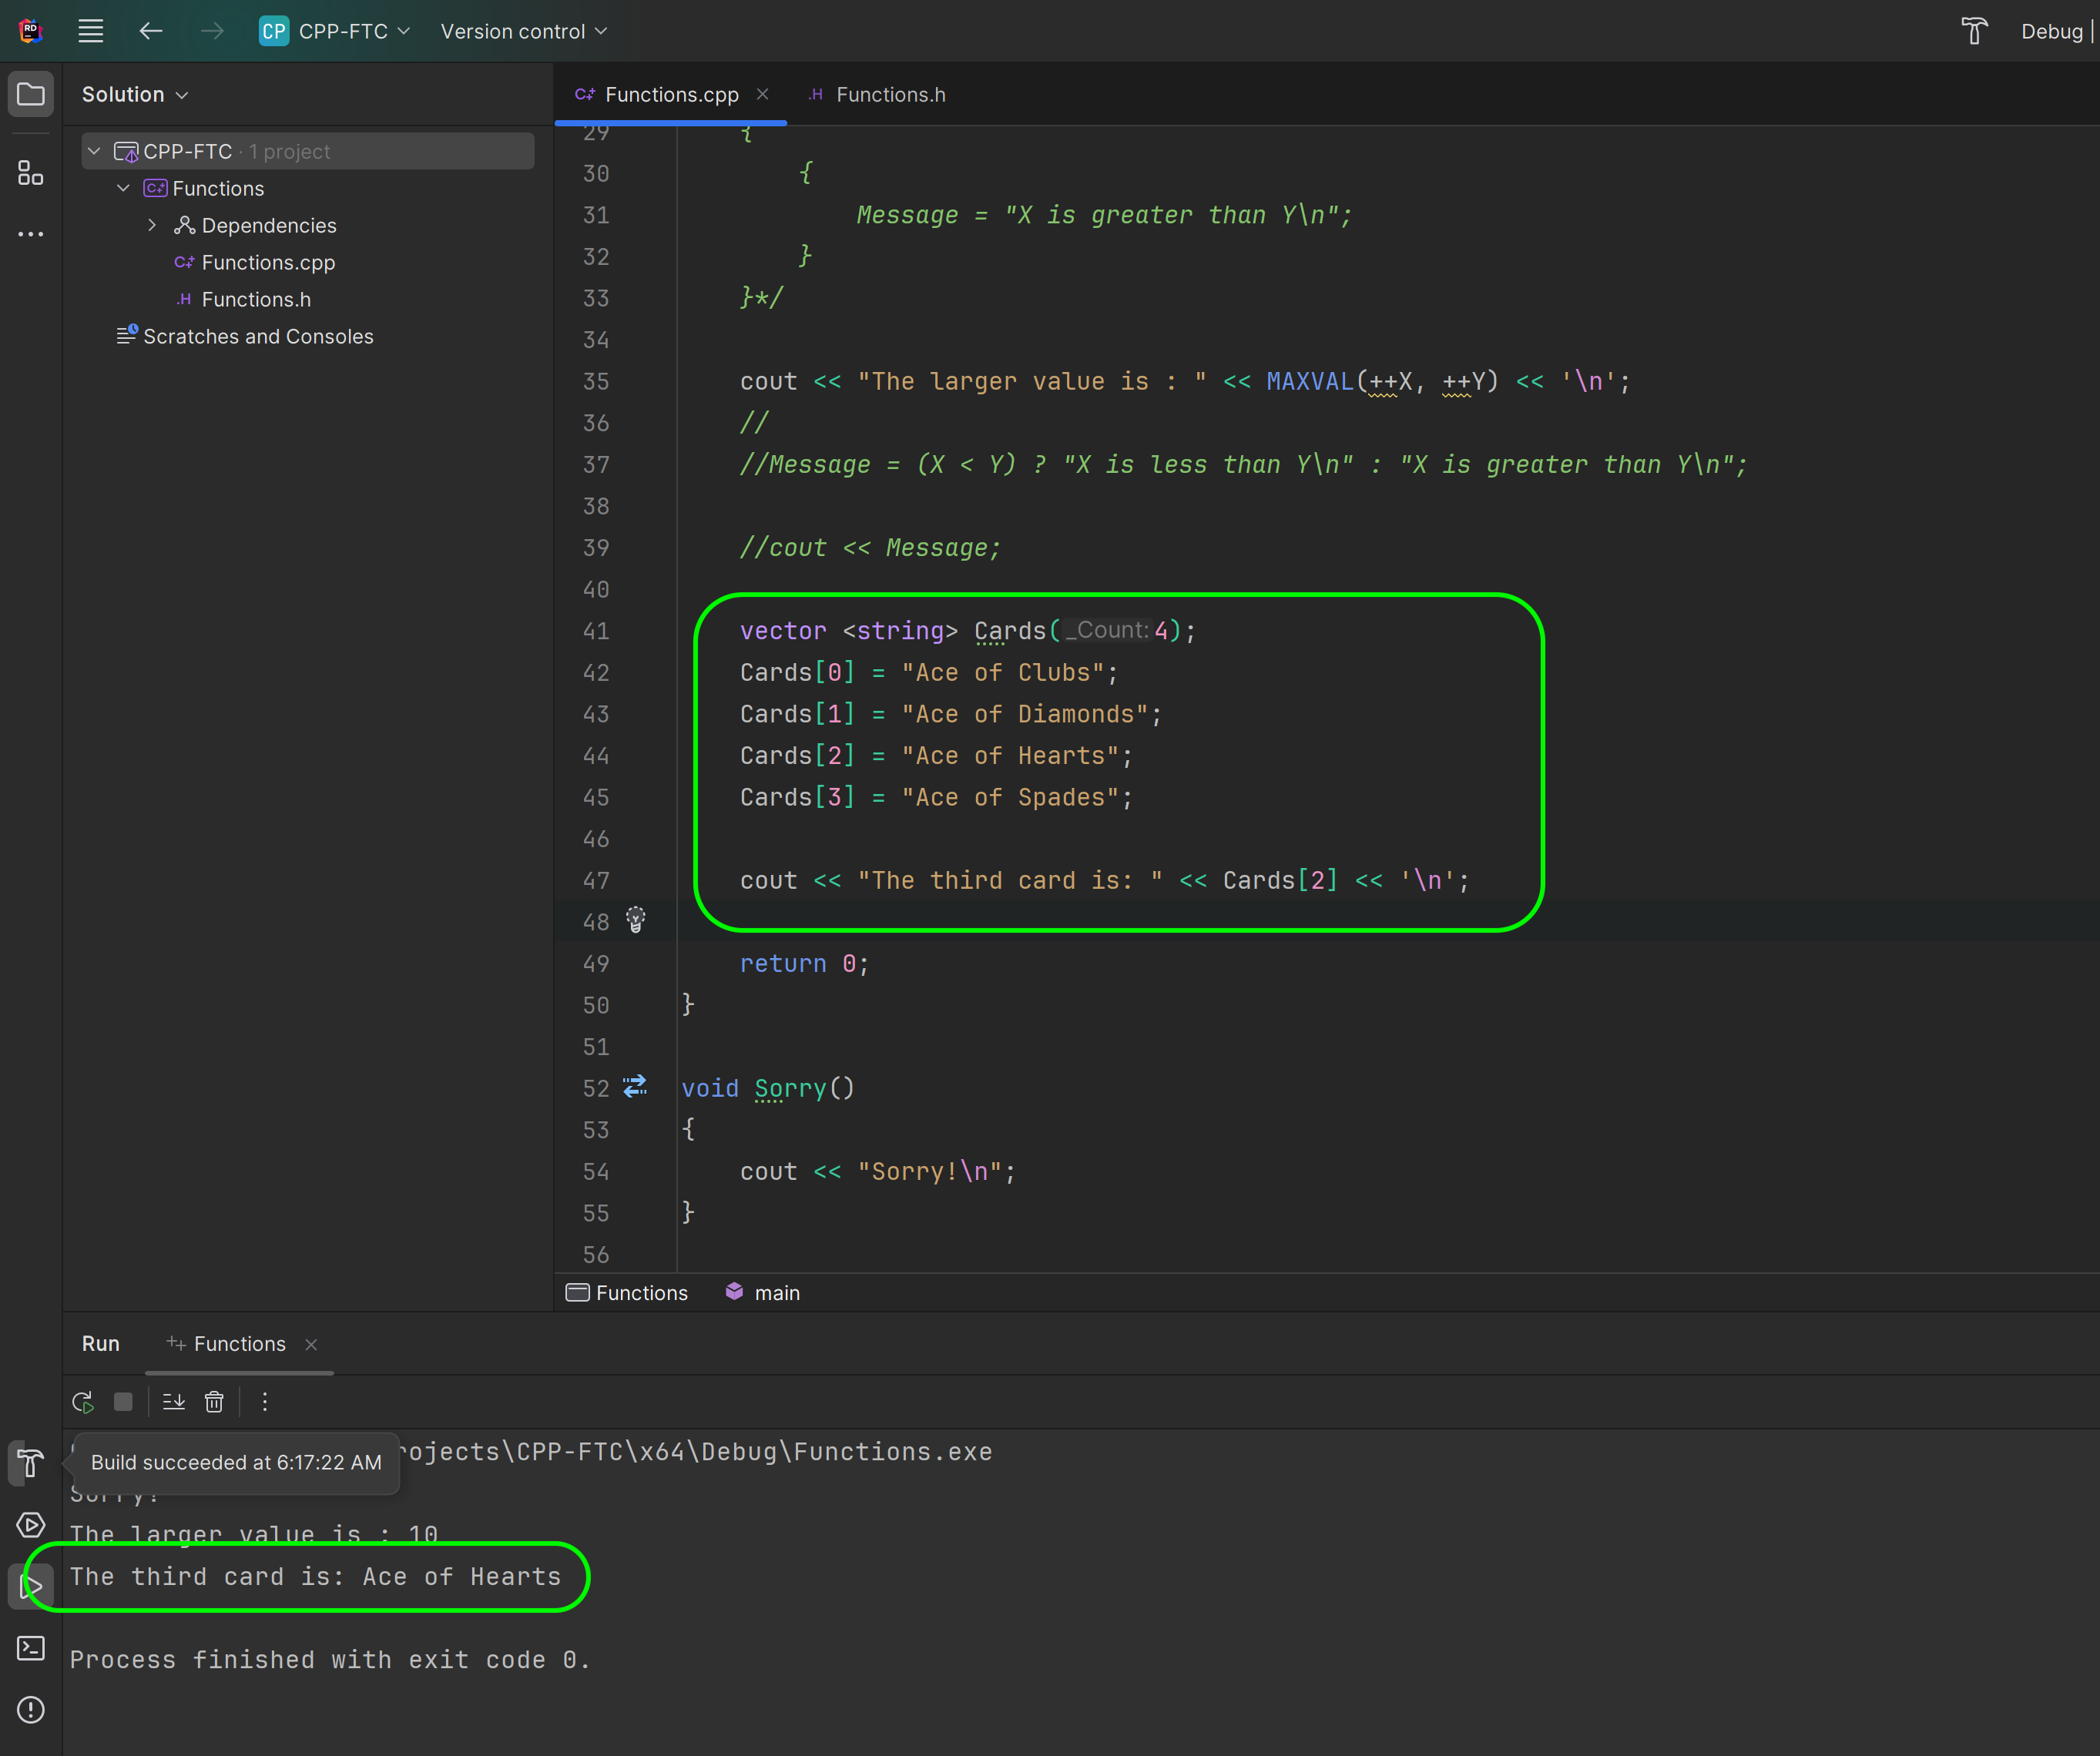 RD
CP CPP-FTC Version control Debug
Solution
Functions.cpp
.H Functions.h
CPP-FTC · 1 project
Functions
Dependencies
Functions.cpp
.H Functions.h
Scratches and Consoles
29 {
30 {
31 Message = "X is greater than Y\n";
32 }
33 }*/
34
35 cout << "The larger value is : " << MAXVAL(++X, ++Y) << '\n';
36 //
37 //Message = (X < Y) ? "X is less than Y\n" : "X is greater than Y\n";
38
39 //cout << Message;
40
41 vector <string> Cards(_Count:4);
42 Cards[0] = "Ace of Clubs";
43 Cards[1] = "Ace of Diamonds";
44 Cards[2] = "Ace of Hearts";
45 Cards[3] = "Ace of Spades";
46
47 cout << "The third card is: " << Cards[2] << '\n';
48
49 return 0;
50 }
51
52 void Sorry()
53 {
54 cout << "Sorry!\n";
55 }
56
Functions main
Run Functions
rojects\CPP-FTC\x64\Debug\Functions.exe
Build succeeded at 6:17:22 AM
Sorry!
The larger value is : 10
The third card is: Ace of Hearts
Process finished with exit code 0.